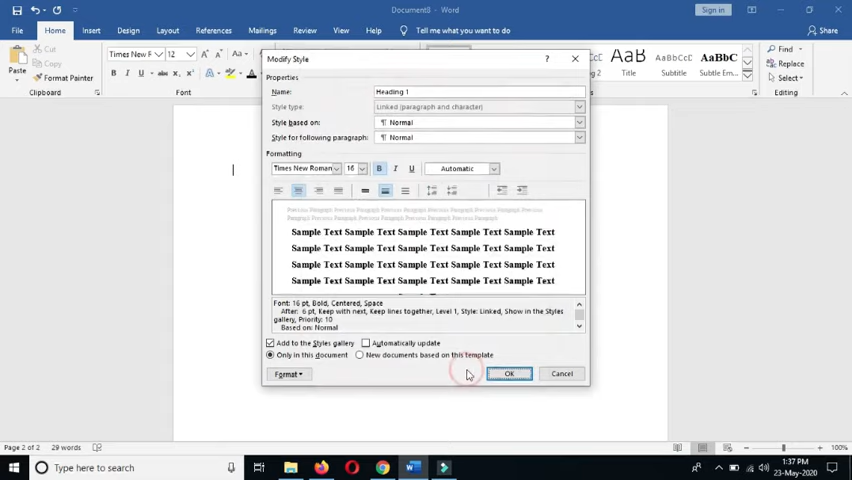 Document8 - Word
Sign in
File Home Insert Draw Design Layout References Mailings Review View Help Tell me what you want to do
Share
Cut
Copy
Format Painter
Paste
Clipboard
Times New R 12
Aa
Font
Title
Subtitle
Subtle Em...
AaB
AaBbCcC
AaBbC
Find
Replace
Select
Editing
Modify Style
Properties
Name: Heading 1
Style type: Linked (paragraph and character)
Style based on: Normal
Style for following paragraph: Normal
Formatting
Times New Roman 16 B I U Automatic
Previous Paragraph Previous Paragraph Previous Paragraph Previous Paragraph Previous Paragraph Previous
Paragraph Previous Paragraph Previous Paragraph Previous Paragraph Previous Paragraph
Sample Text Sample Text Sample Text Sample Text Sample Text
Sample Text Sample Text Sample Text Sample Text Sample Text
Sample Text Sample Text Sample Text Sample Text Sample Text
Sample Text Sample Text Sample Text Sample Text Sample Text
Font: 16 pt, Bold, Centered, Space
After: 6 pt, Keep with next, Keep lines together, Level 1, Style: Linked, Show in the Styles
gallery, Priority: 10
Based on: Normal
Add to the Styles gallery Automatically update
Only in this document New documents based on this template
Format OK Cancel
Page 2 of 2 29 words
100%
Type here to search
1:37 PM
23-May-2020